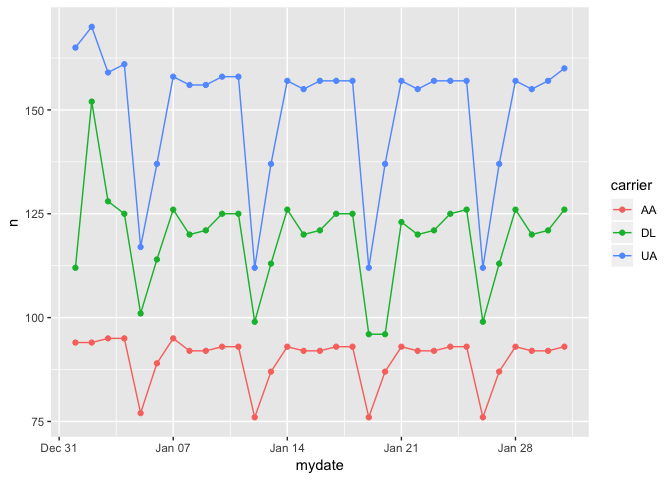 150
125
100
75
n
Dec 31
Jan 07
Jan 14
Jan 21
Jan 28
mydate
carrier
AA
DL
UA